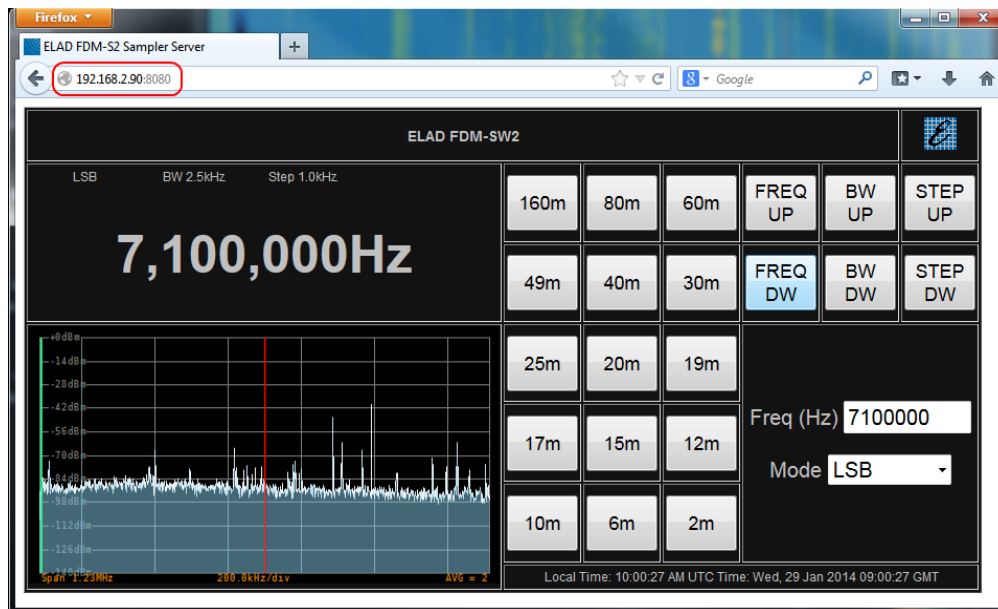 Firefox
ELAD FDM-S2 Sampler Server
192.168.2.90:8080
Google
ELAD FDM-SW2
LSB BW 2.5kHz Step 1.0kHz
7,100,000Hz
160m 80m 60m FREQ UP BW UP STEP UP
49m 40m 30m FREQ DW BW DW STEP DW
25m 20m 19m
17m 15m 12m
10m 6m 2m
Freq (Hz) 7100000
Mode LSB
+0dBm
-14dBm
-28dBm
-42dBm
-56dBm
-70dBm
-84dBm
-98dBm
-112dBm
-126dBm
-140dBm
Span 1.23MHz 200.0kHz/div AVG = 2
Local Time: 10:00:27 AM UTC Time: Wed, 29 Jan 2014 09:00:27 GMT